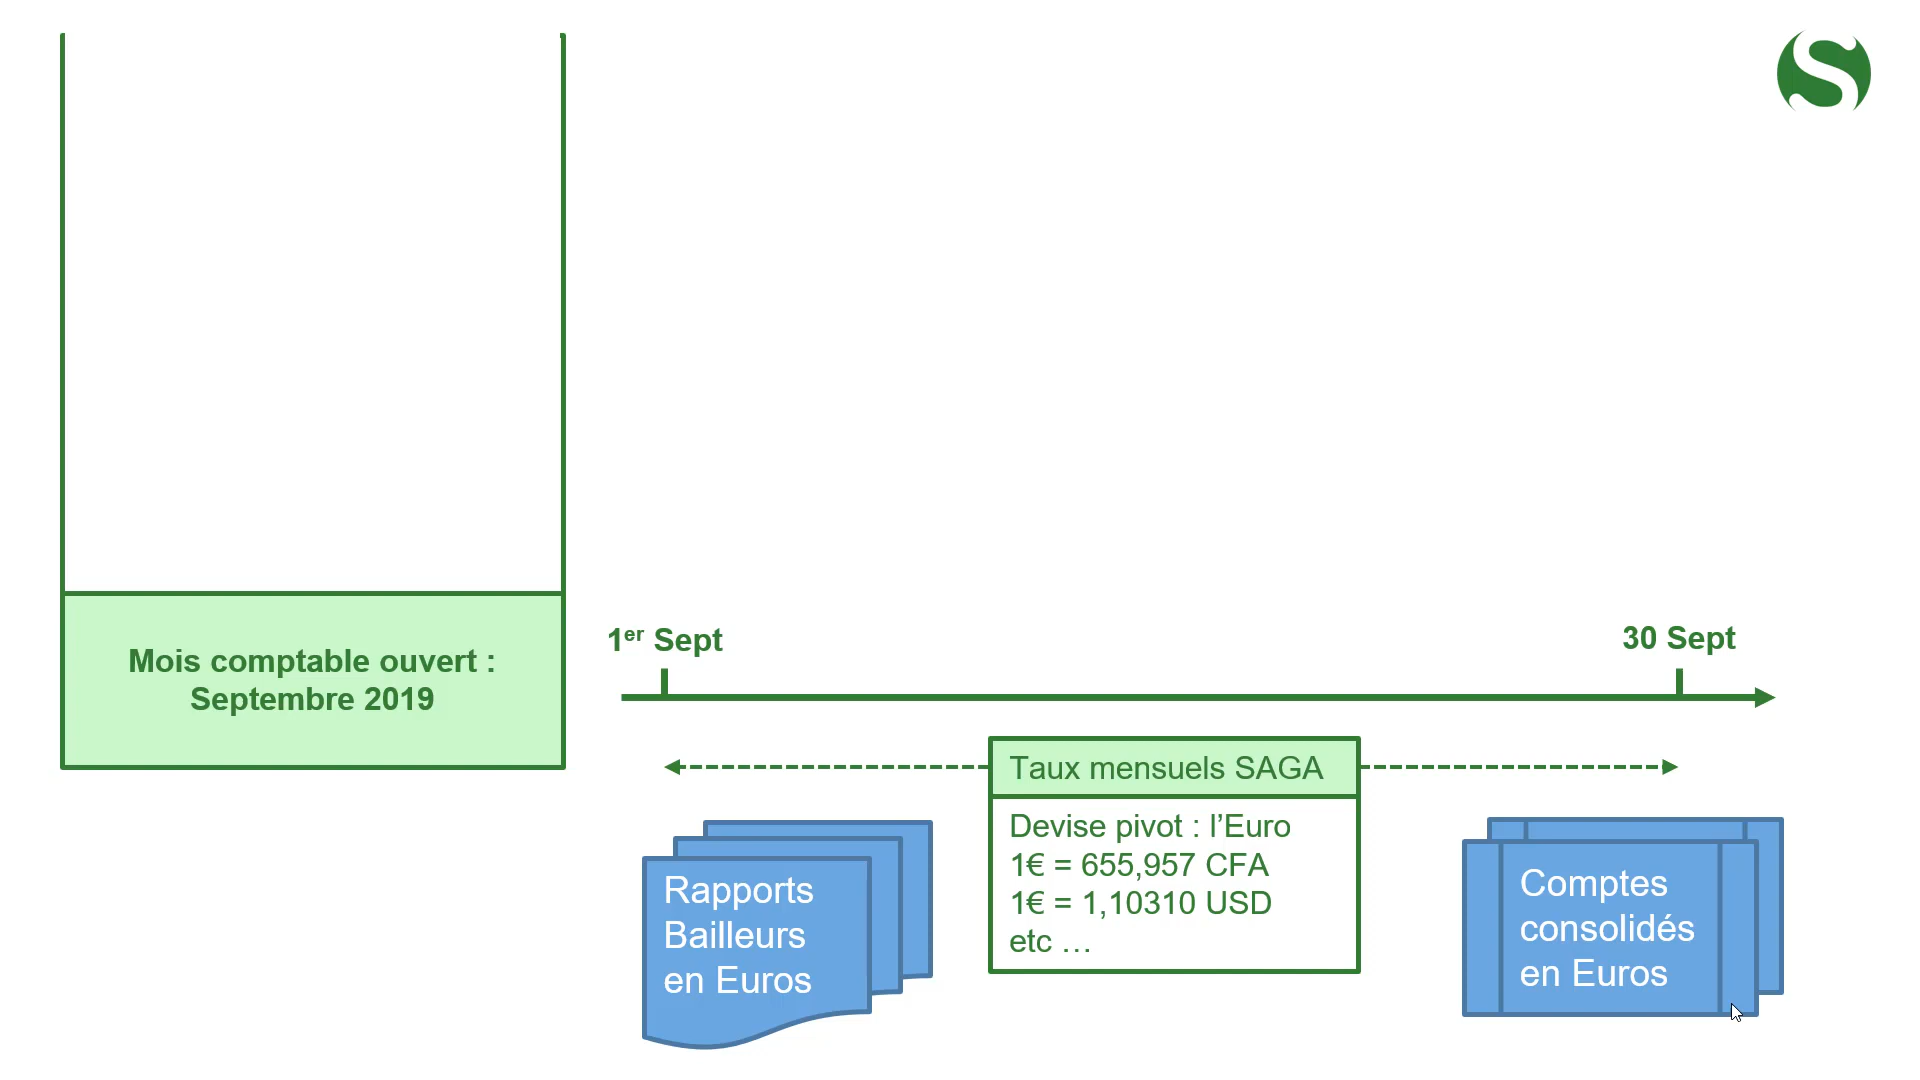 Mois comptable ouvert :
Septembre 2019
1er Sept
30 Sept
Taux mensuels SAGA
Devise pivot : l’Euro
1€ = 655,957 CFA
1€ = 1,10310 USD
etc …
Rapports
Bailleurs
en Euros
Comptes
consolidés
en Euros